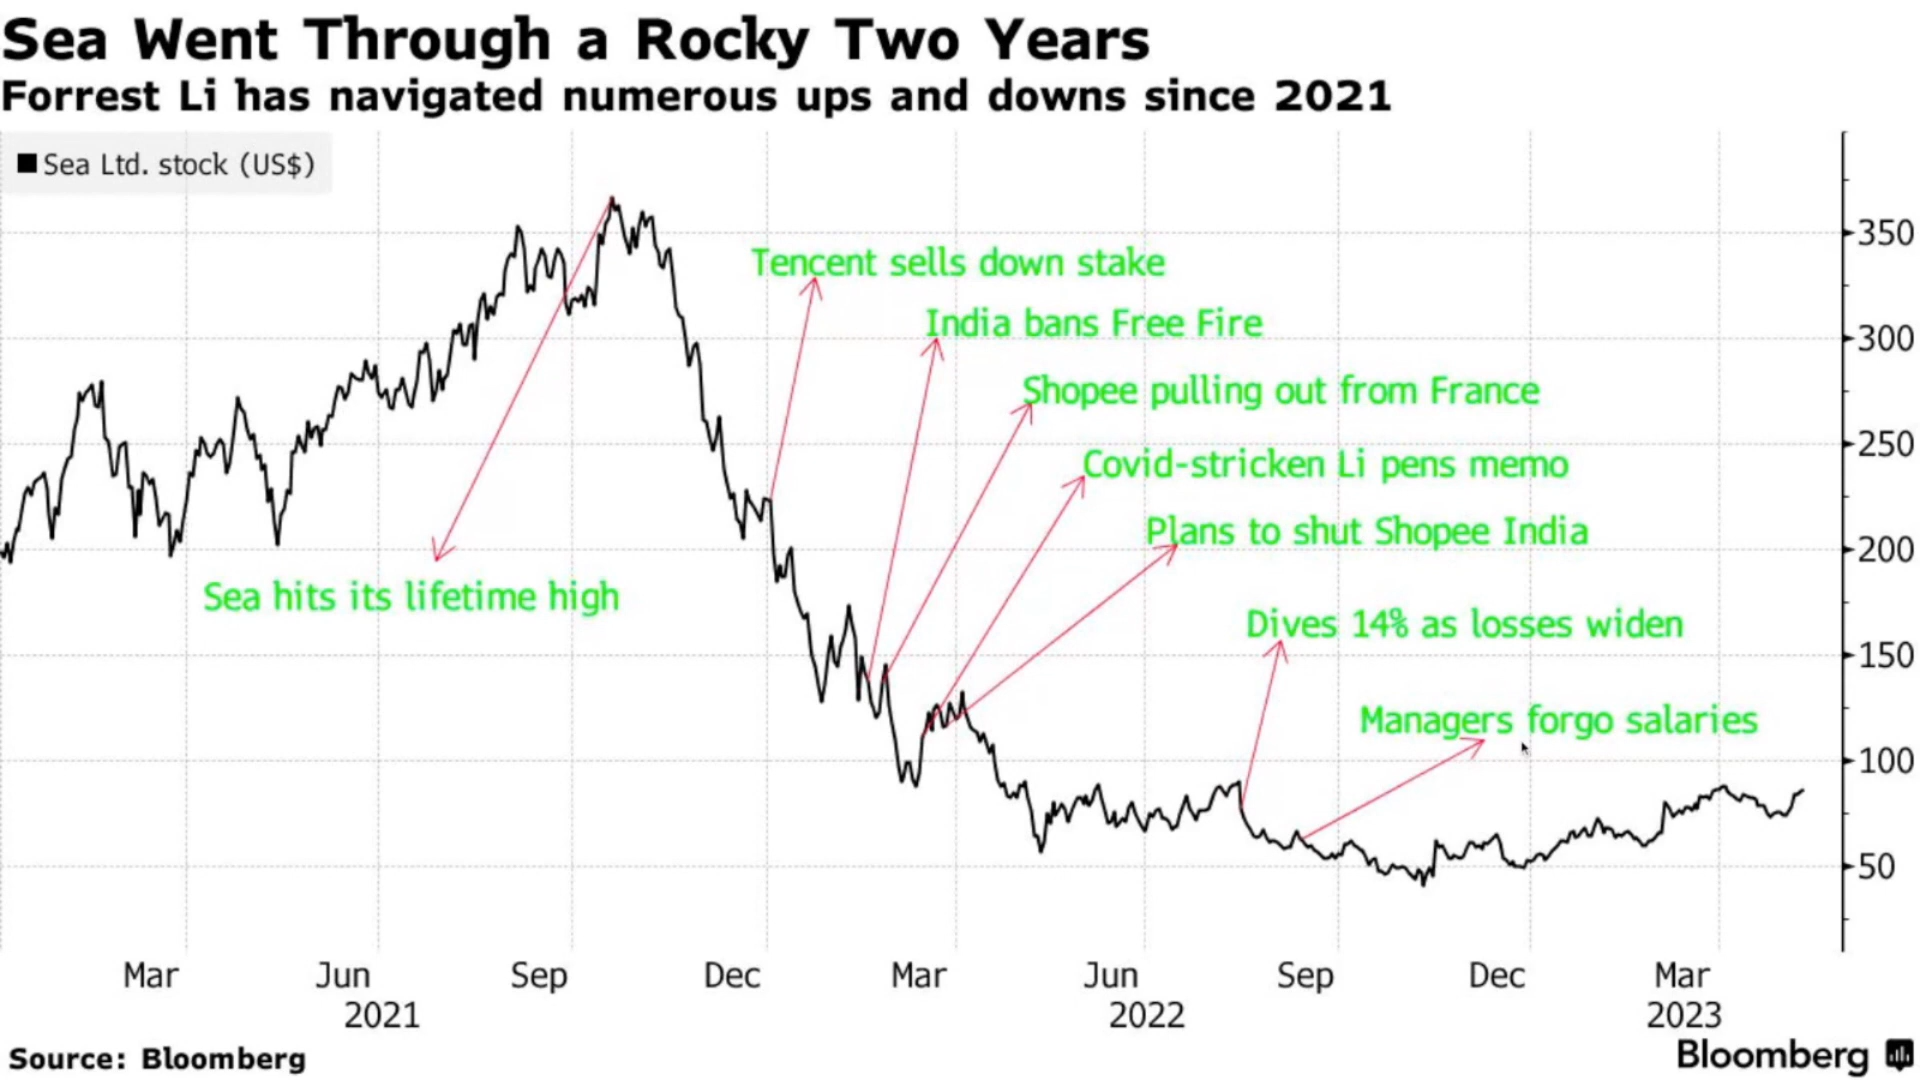 Sea Went Through a Rocky Two Years
Forrest Li has navigated numerous ups and downs since 2021
Sea Ltd. stock (US$)
350
Tencent sells down stake
India bans Free Fire
300
Shopee pulling out from France
250
Covid-stricken Li pens memo
Plans to shut Shopee India
200
Sea hits its lifetime high
Dives 14% as losses widen
150
Managers forgo salaries
100
50
Mar Jun Sep Dec Mar Jun Sep Dec Mar
2021 2022 2023
Source: Bloomberg
Bloomberg